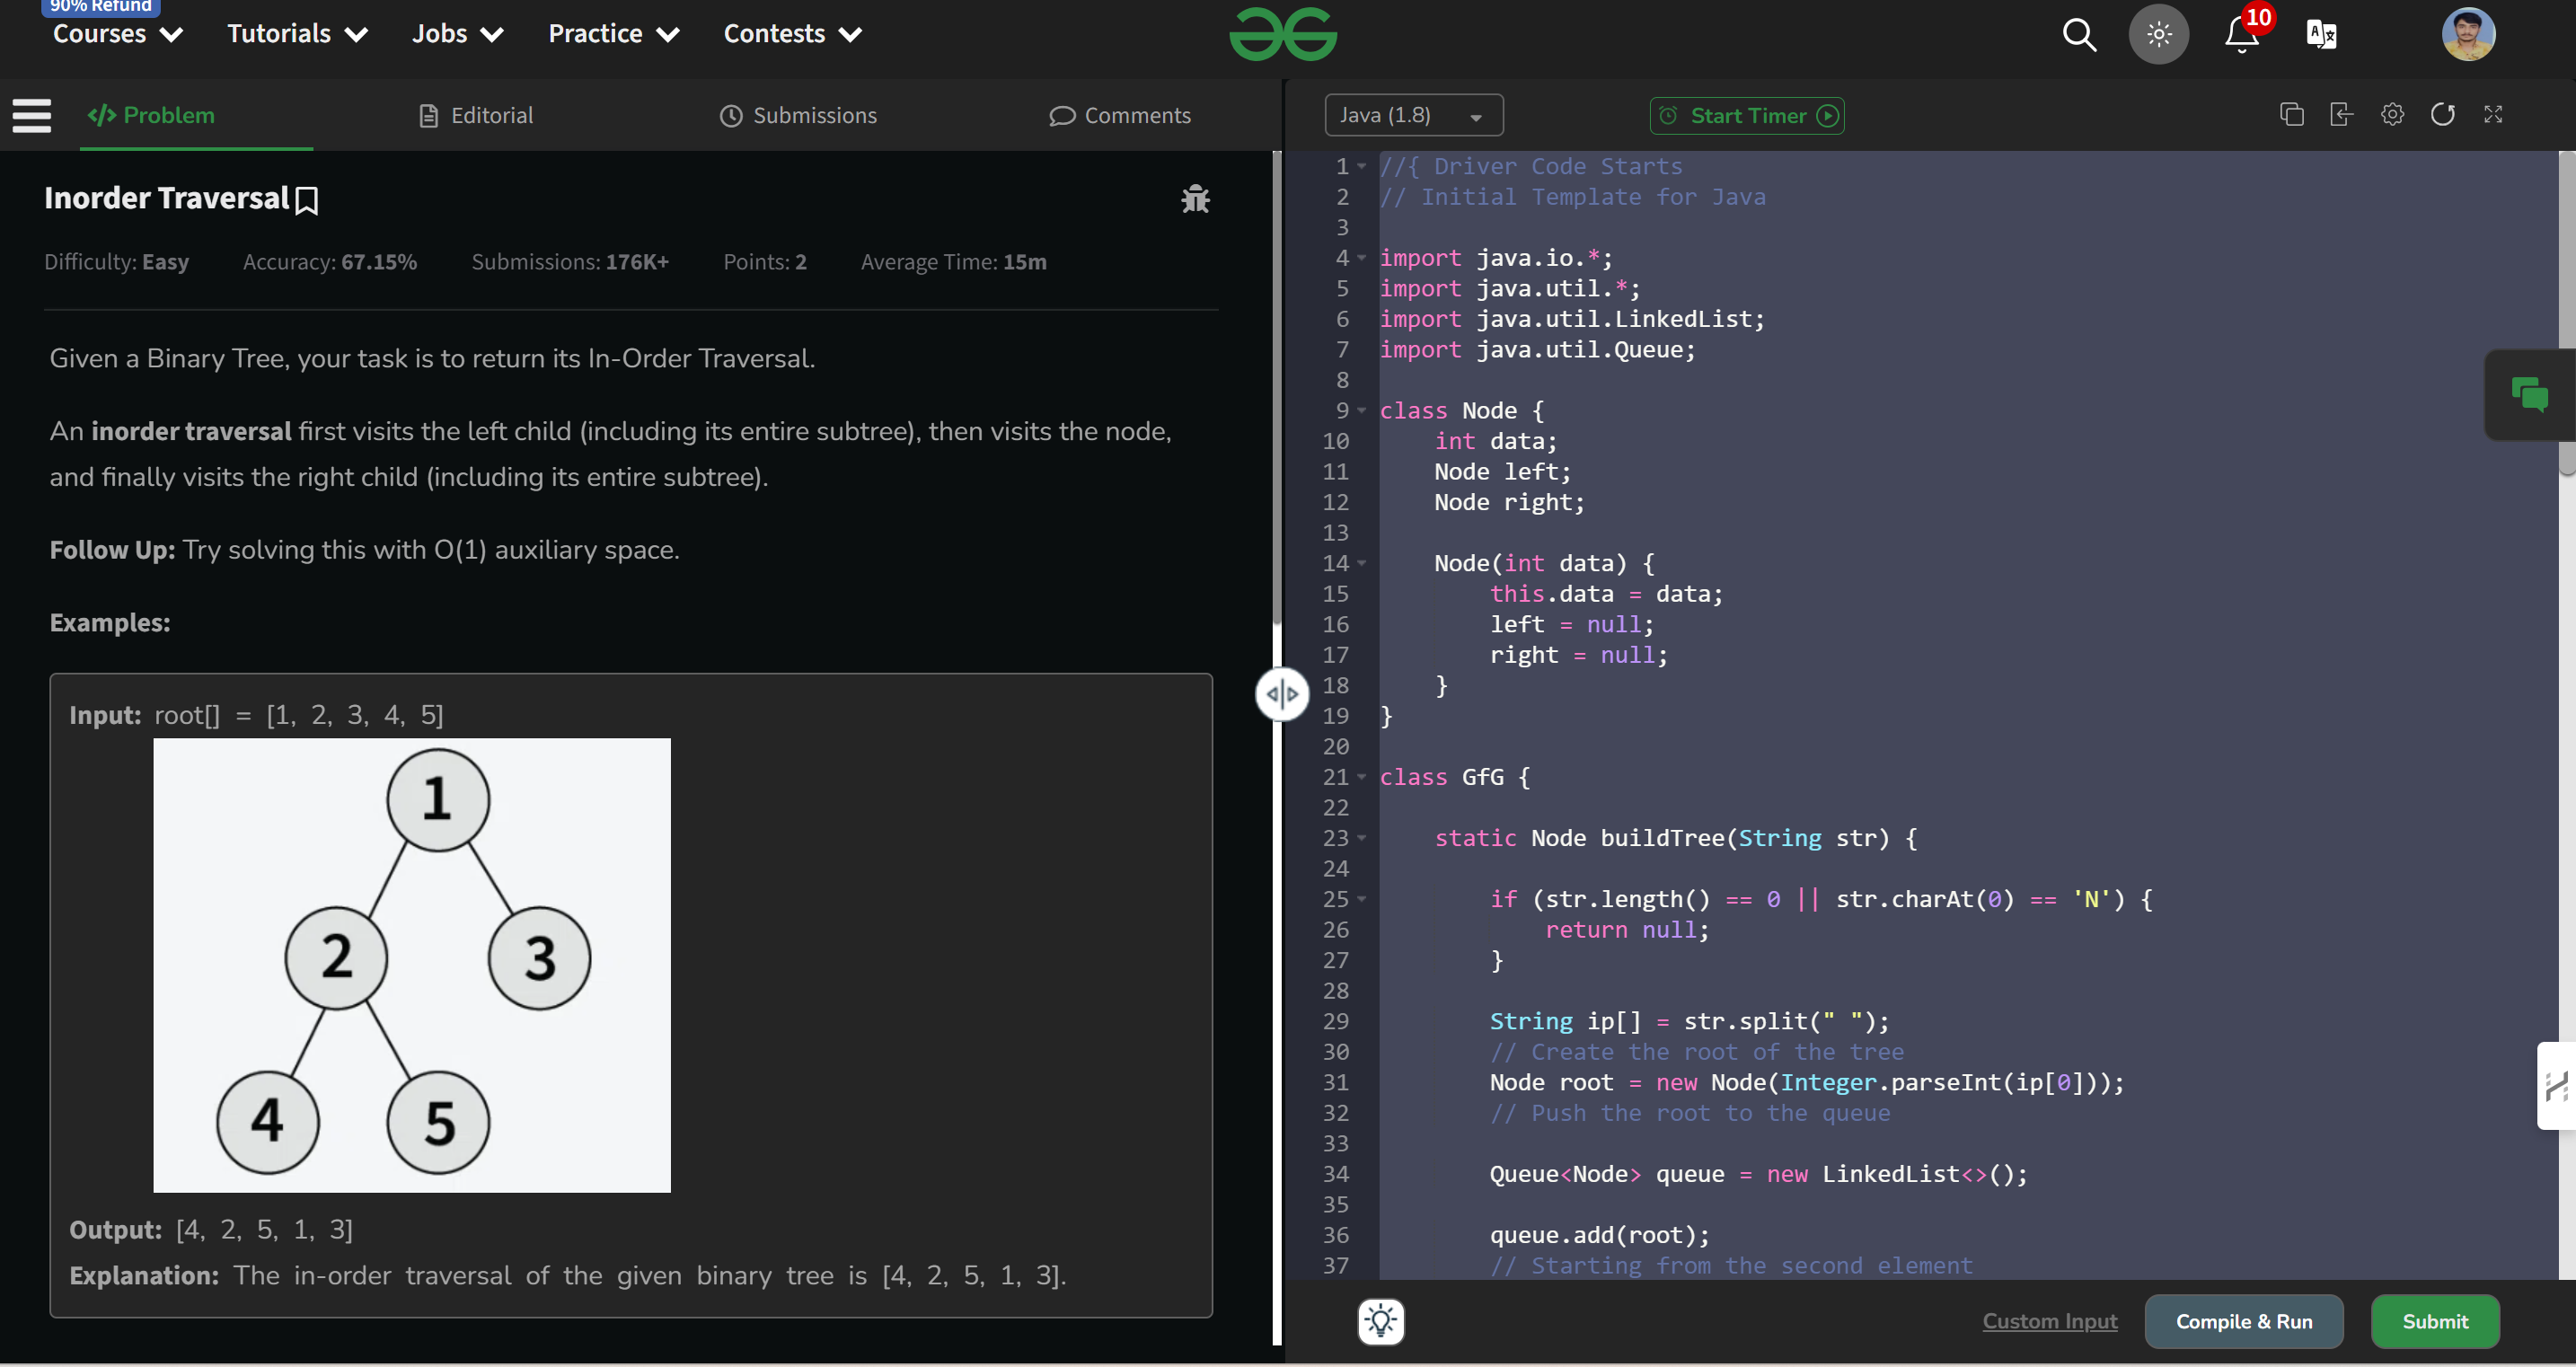 90% Refund
Courses
Tutorials
Jobs
Practice
Contests
10
Problem
Editorial
Submissions
Comments
Java (1.8)
Start Timer
Inorder Traversal
Difficulty: Easy Accuracy: 67.15% Submissions: 176K+ Points: 2 Average Time: 15m
Given a Binary Tree, your task is to return its In-Order Traversal.
An inorder traversal first visits the left child (including its entire subtree), then visits the node,
and finally visits the right child (including its entire subtree).
Follow Up: Try solving this with O(1) auxiliary space.
Examples:
Input: root[] = [1, 2, 3, 4, 5]
1
2 3
4 5
Output: [4, 2, 5, 1, 3]
Explanation: The in-order traversal of the given binary tree is [4, 2, 5, 1, 3].
1 //{ Driver Code Starts
2 // Initial Template for Java
3
4 import java.io.*;
5 import java.util.*;
6 import java.util.LinkedList;
7 import java.util.Queue;
8
9 class Node {
10 int data;
11 Node left;
12 Node right;
13
14 Node(int data) {
15 this.data = data;
16 left = null;
17 right = null;
18 }
19 }
20
21 class GfG {
22
23 static Node buildTree(String str) {
24
25 if (str.length() == 0 || str.charAt(0) == 'N') {
26 return null;
27 }
28
29 String ip[] = str.split(" ");
30 // Create the root of the tree
31 Node root = new Node(Integer.parseInt(ip[0]));
32 // Push the root to the queue
33
34 Queue<Node> queue = new LinkedList<>();
35
36 queue.add(root);
37 // Starting from the second element
Custom Input
Compile & Run
Submit